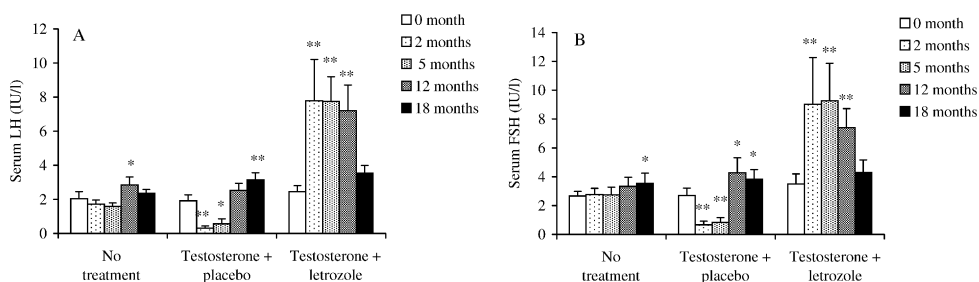 A
Serum LH (IU/l)
12
10
8
6
4
2
0
* ** * ** ** ** **
No treatment
Testosterone + placebo
Testosterone + letrozole
0 month
2 months
5 months
12 months
18 months
B
Serum FSH (IU/l)
14
12
10
8
6
4
2
0
* ** ** * * ** ** **
No treatment
Testosterone + placebo
Testosterone + letrozole
0 month
2 months
5 months
12 months
18 months